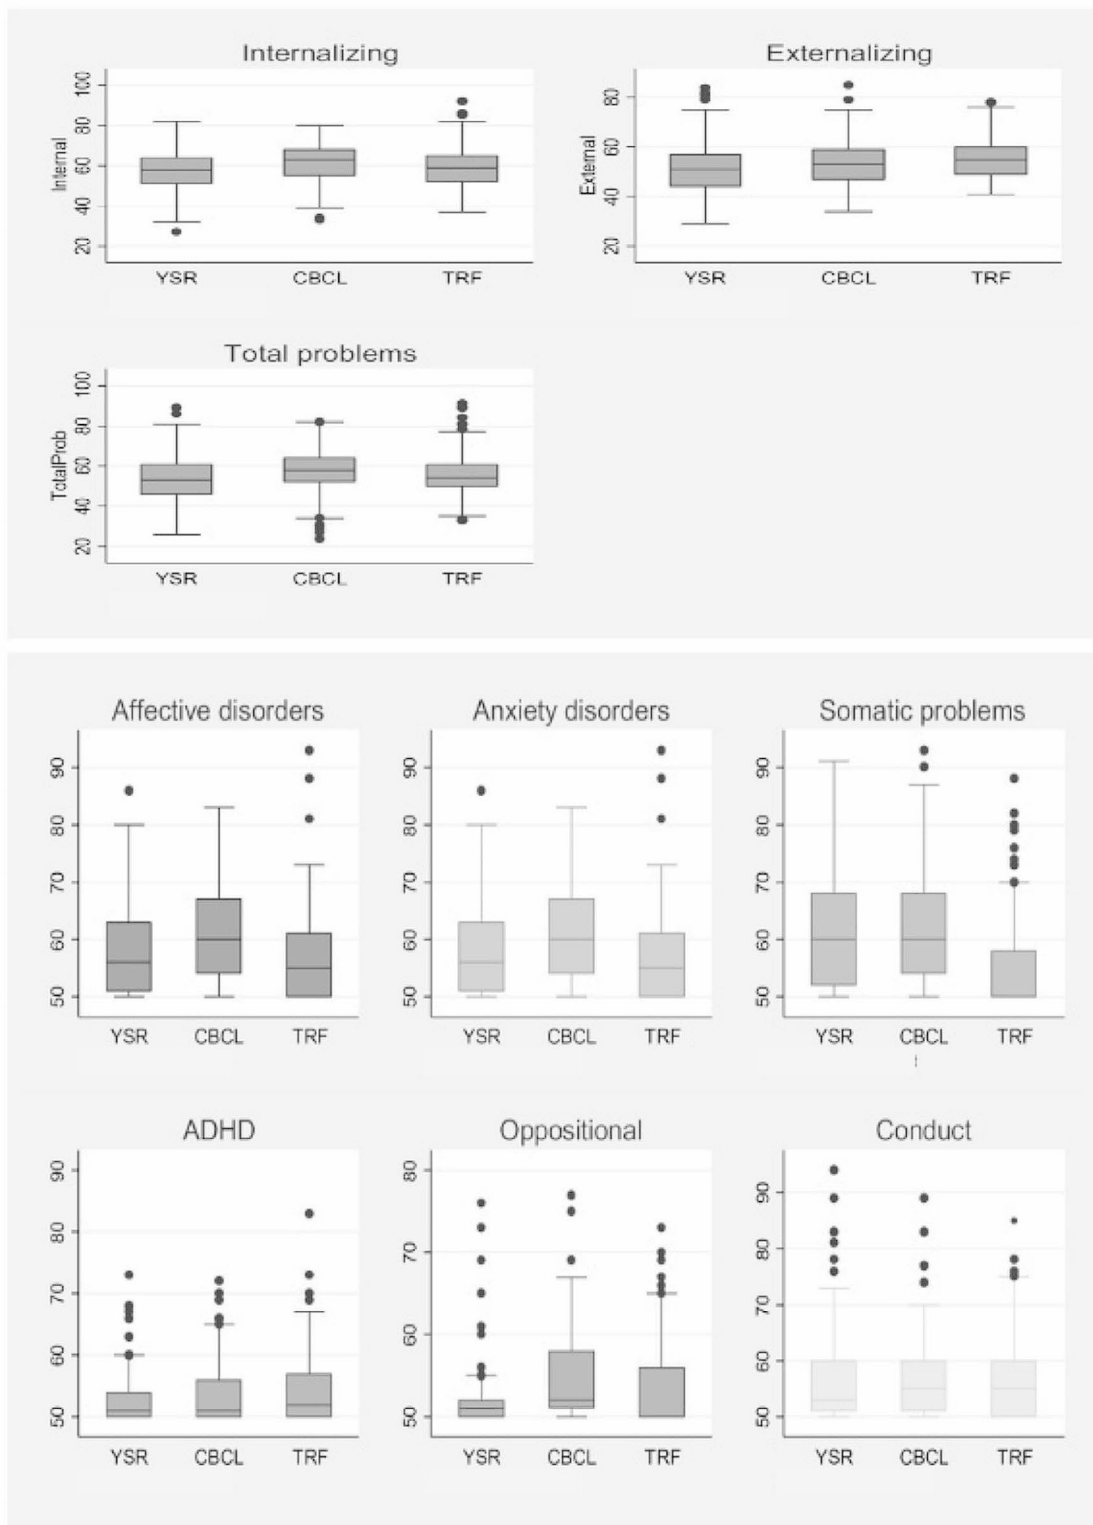 Internalizing
Internal
100
80
60
40
20
YSR CBCL TRF
Externalizing
External
80
60
40
20
YSR CBCL TRF
Total problems
TotalProb
100
80
60
40
20
YSR CBCL TRF
Affective disorders
90
80
70
60
50
YSR CBCL TRF
Anxiety disorders
90
80
70
60
50
YSR CBCL TRF
Somatic problems
90
80
70
60
50
YSR CBCL TRF
ADHD
90
80
70
60
50
YSR CBCL TRF
Oppositional
80
70
60
50
YSR CBCL TRF
Conduct
90
80
70
60
50
YSR CBCL TRF